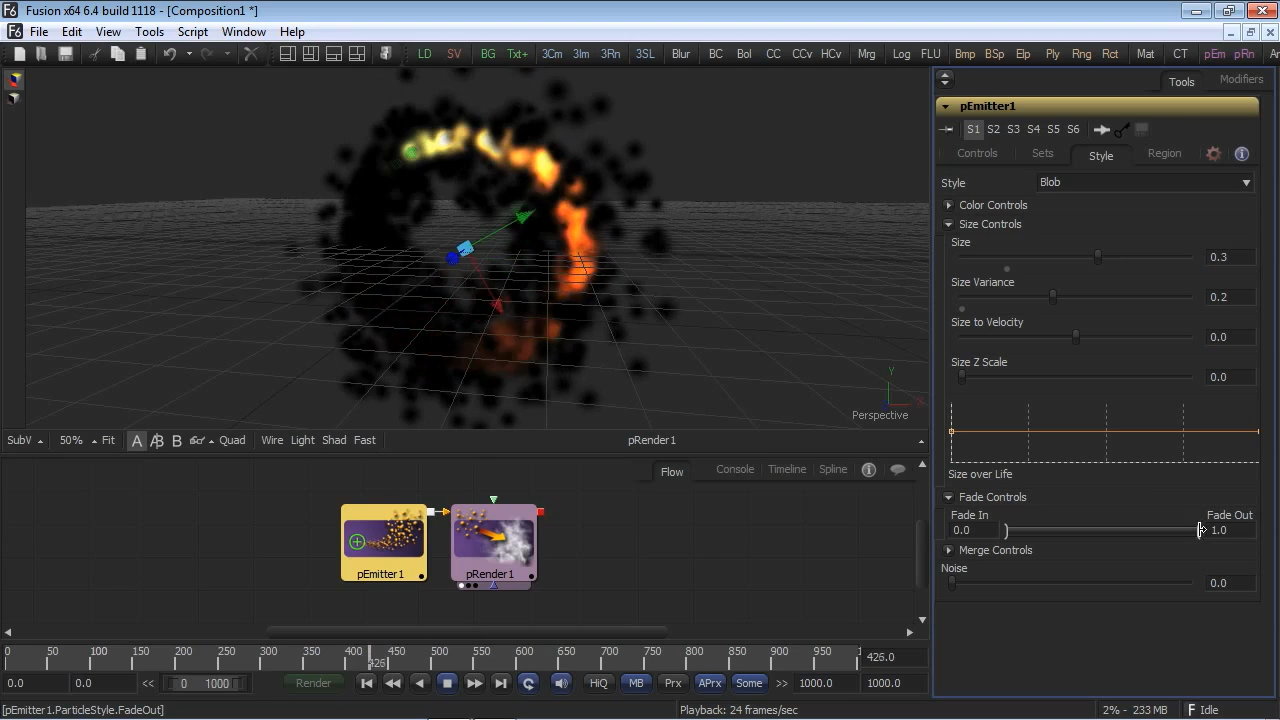 Fusion x64 6.4 build 1118 - [Composition1 *]
File Edit View Tools Script Window Help
LD SV BG Txt+ 3Cm 3Im 3Rn 3SL Blur BC Bol CC CCv HCv Mrg Log FLU Bmp BSp Elp Ply Rng Rct Mat CT pEm pRn
Tools Modifiers
pEmitter1
S1 S2 S3 S4 S5 S6
Controls Sets Style Region
Style Blob
Color Controls
Size Controls
Size
0.3
Size Variance
0.2
Size to Velocity
0.0
Size Z Scale
0.0
Size over Life
Fade Controls
Fade In Fade Out
0.0 1.0
Merge Controls
Noise
0.0
Y
Perspective
SubV 50% Fit A B B Quad Wire Light Shad Fast pRender1
Flow Console Timeline Spline
pEmitter1 pRender1
0 50 100 150 200 250 300 350 400 450 500 550 600 650 700 750 800 850 900 950
426 426.0
0.0 0.0 << 0 1000 Render HiQ MB Prx APrx Some >> 1000.0 1000.0
[pEmitter1.ParticleStyle.FadeOut] Playback: 24 frames/sec 2% - 233 MB Idle